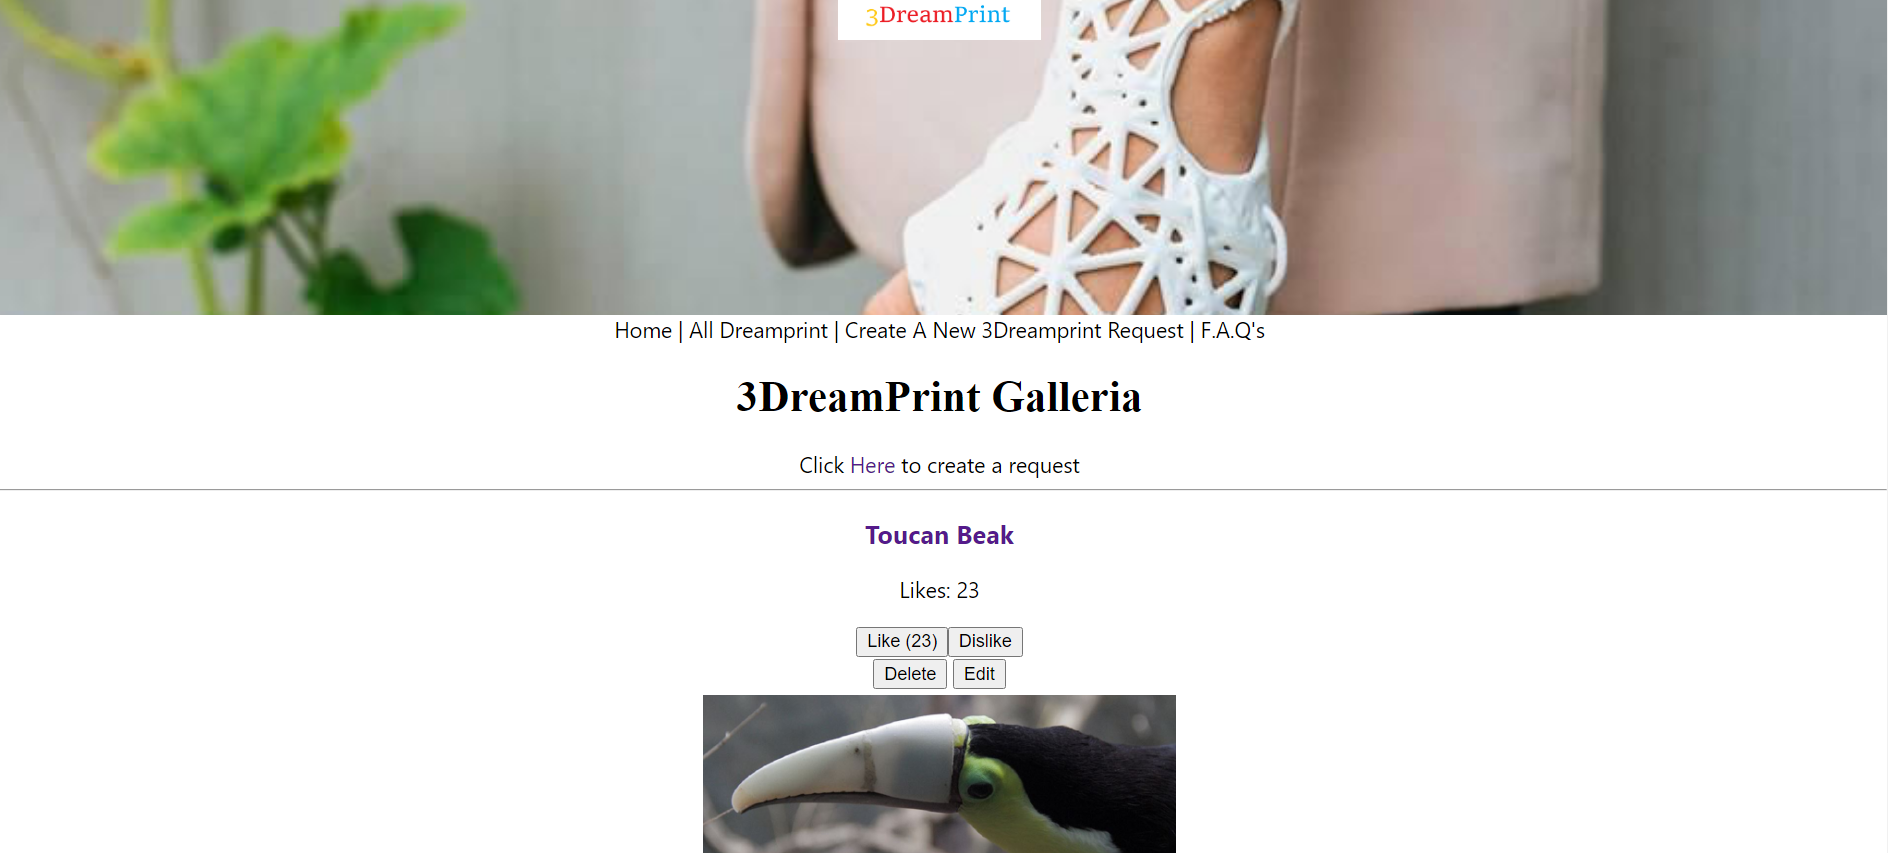 3DreamPrint
Home | All Dreamprint | Create A New 3Dreamprint Request | F.A.Q's
3DreamPrint Galleria
Click Here to create a request
Toucan Beak
Likes: 23
Like (23) Dislike
Delete Edit